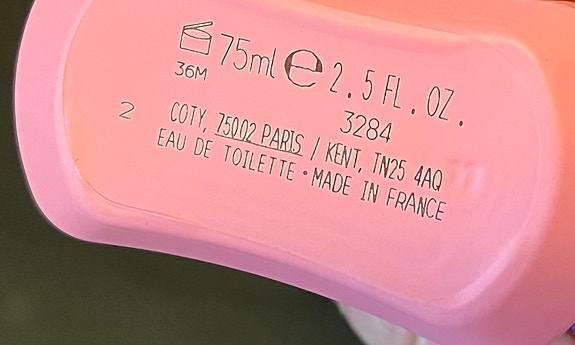 75ml ℮ 2.5 FL. OZ.
36M
3284
2
COTY, 75002 PARIS / KENT, TN25 4AQ
EAU DE TOILETTE • MADE IN FRANCE